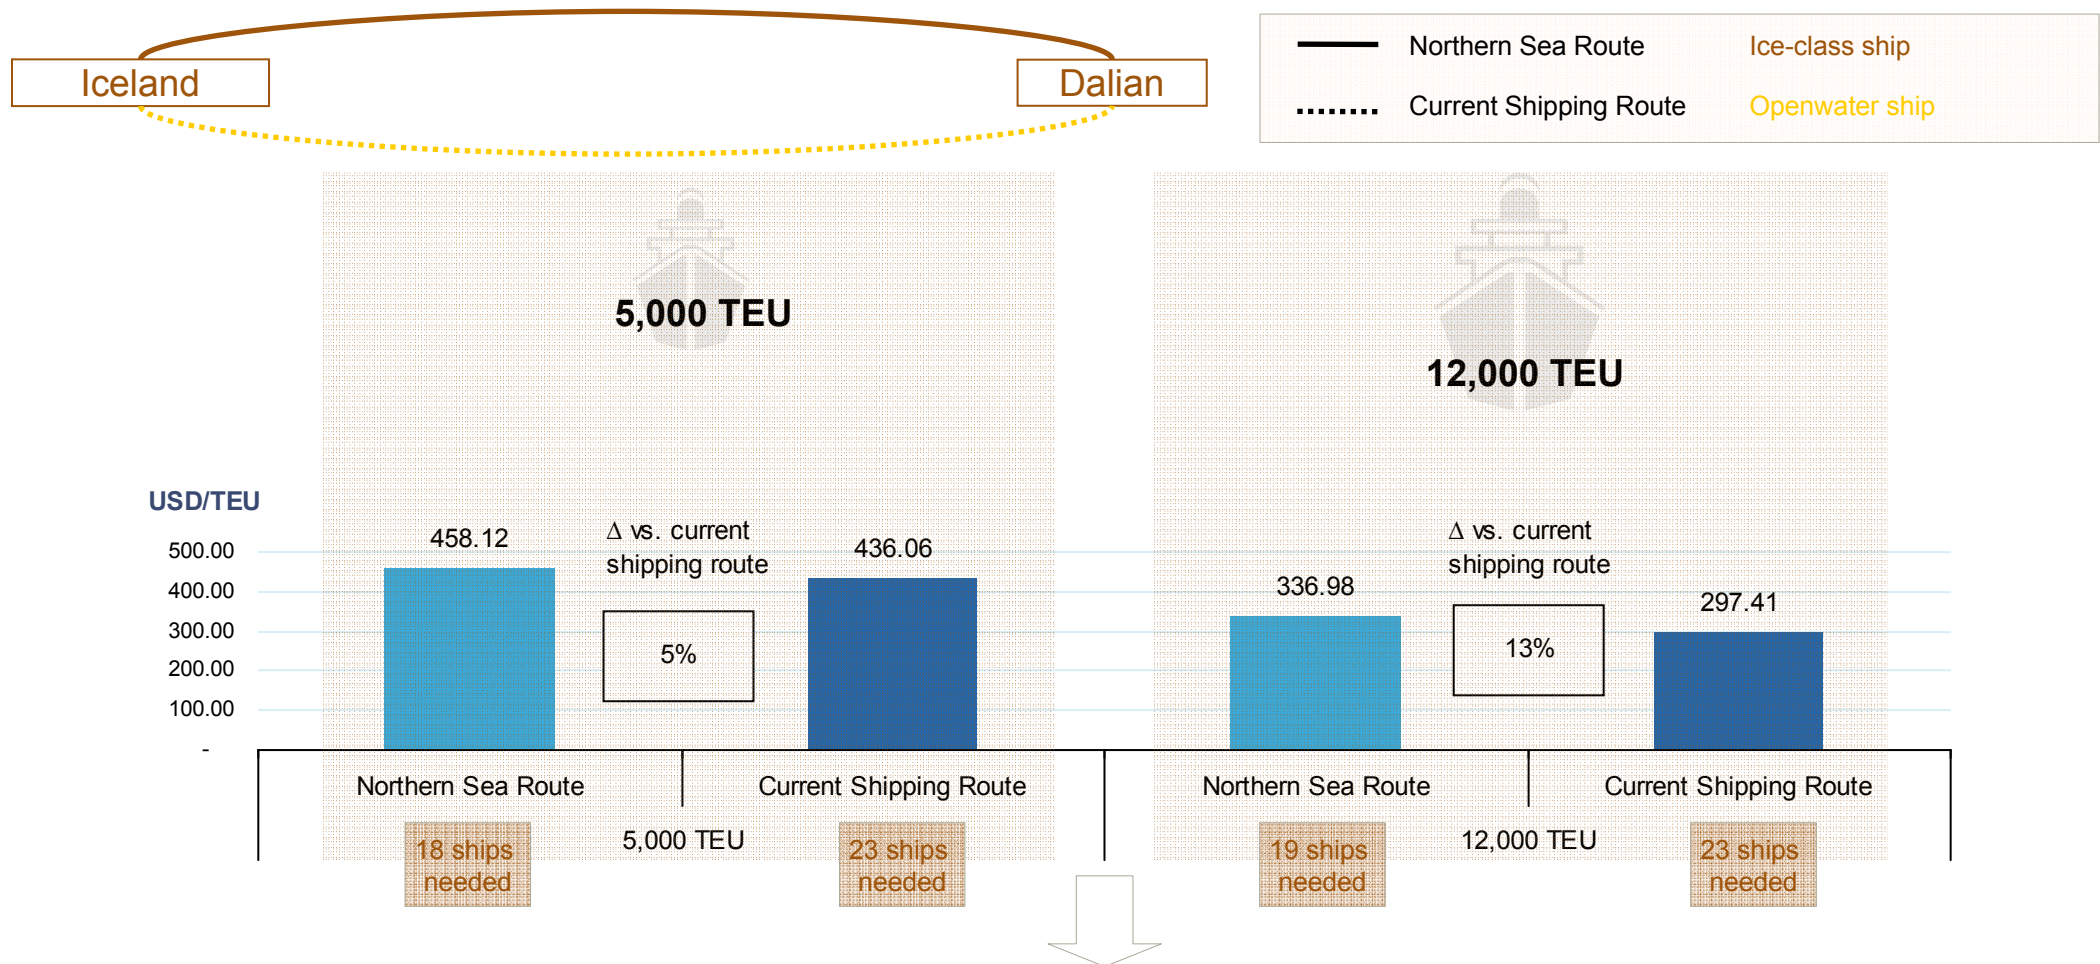 Iceland
Dalian
Northern Sea Route
Ice-class ship
Current Shipping Route
Openwater ship
5,000 TEU
12,000 TEU
USD/TEU
500.00
400.00
300.00
200.00
100.00
-
458.12
Δ vs. current
shipping route
5%
436.06
336.98
Δ vs. current
shipping route
13%
297.41
Northern Sea Route
Current Shipping Route
Northern Sea Route
Current Shipping Route
18 ships
needed
5,000 TEU
23 ships
needed
19 ships
needed
12,000 TEU
23 ships
needed